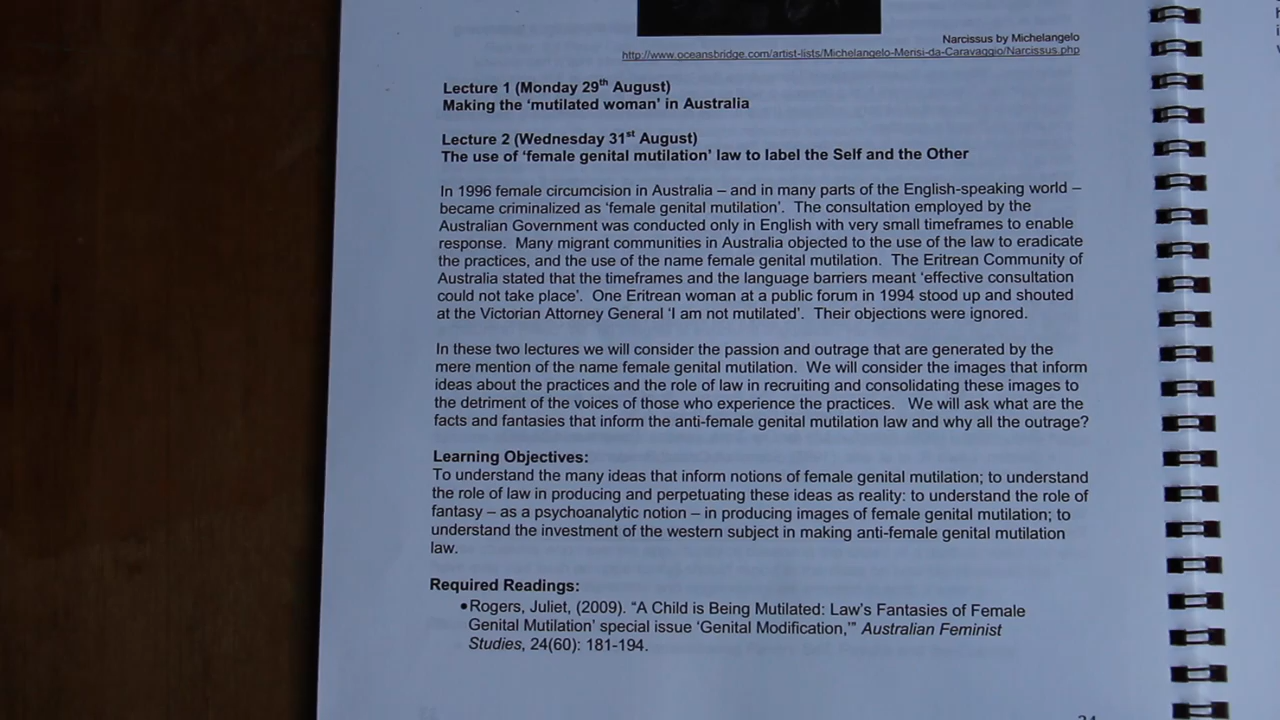 Narcissus by Michelangelo
http://www.oceansbridge.com/artist-lists/Michelangelo-Merisi-da-Caravaggio/Narcissus.php
Lecture 1 (Monday 29th August)
Making the ‘mutilated woman’ in Australia
Lecture 2 (Wednesday 31st August)
The use of ‘female genital mutilation’ law to label the Self and the Other
In 1996 female circumcision in Australia – and in many parts of the English-speaking world –
became criminalized as ‘female genital mutilation’.  The consultation employed by the
Australian Government was conducted only in English with very small timeframes to enable
response.  Many migrant communities in Australia objected to the use of the law to eradicate
the practices, and the use of the name female genital mutilation.  The Eritrean Community of
Australia stated that the timeframes and the language barriers meant ‘effective consultation
could not take place’.  One Eritrean woman at a public forum in 1994 stood up and shouted
at the Victorian Attorney General ‘I am not mutilated’.  Their objections were ignored.
In these two lectures we will consider the passion and outrage that are generated by the
mere mention of the name female genital mutilation.  We will consider the images that inform
ideas about the practices and the role of law in recruiting and consolidating these images to
the detriment of the voices of those who experience the practices.   We will ask what are the
facts and fantasies that inform the anti-female genital mutilation law and why all the outrage?
Learning Objectives:
To understand the many ideas that inform notions of female genital mutilation; to understand
the role of law in producing and perpetuating these ideas as reality: to understand the role of
fantasy – as a psychoanalytic notion – in producing images of female genital mutilation; to
understand the investment of the western subject in making anti-female genital mutilation
law.
Required Readings:
• Rogers, Juliet, (2009). “A Child is Being Mutilated: Law’s Fantasies of Female
Genital Mutilation’ special issue ‘Genital Modification,’” Australian Feminist
Studies, 24(60): 181-194.